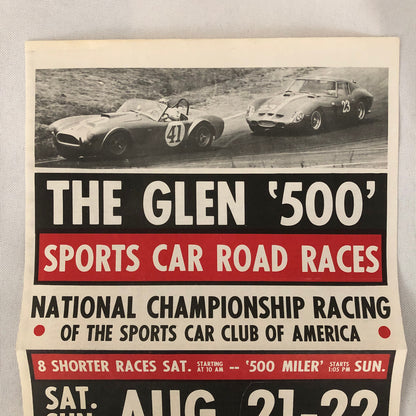 41
23
THE GLEN ‘500’
SPORTS CAR ROAD RACES
NATIONAL CHAMPIONSHIP RACING
• OF THE SPORTS CAR CLUB OF AMERICA •
8 SHORTER RACES SAT. STARTING AT 10 AM -- ‘500 MILER’ STARTS 1:05 PM SUN.
SAT.
SUN
AUG 21-22